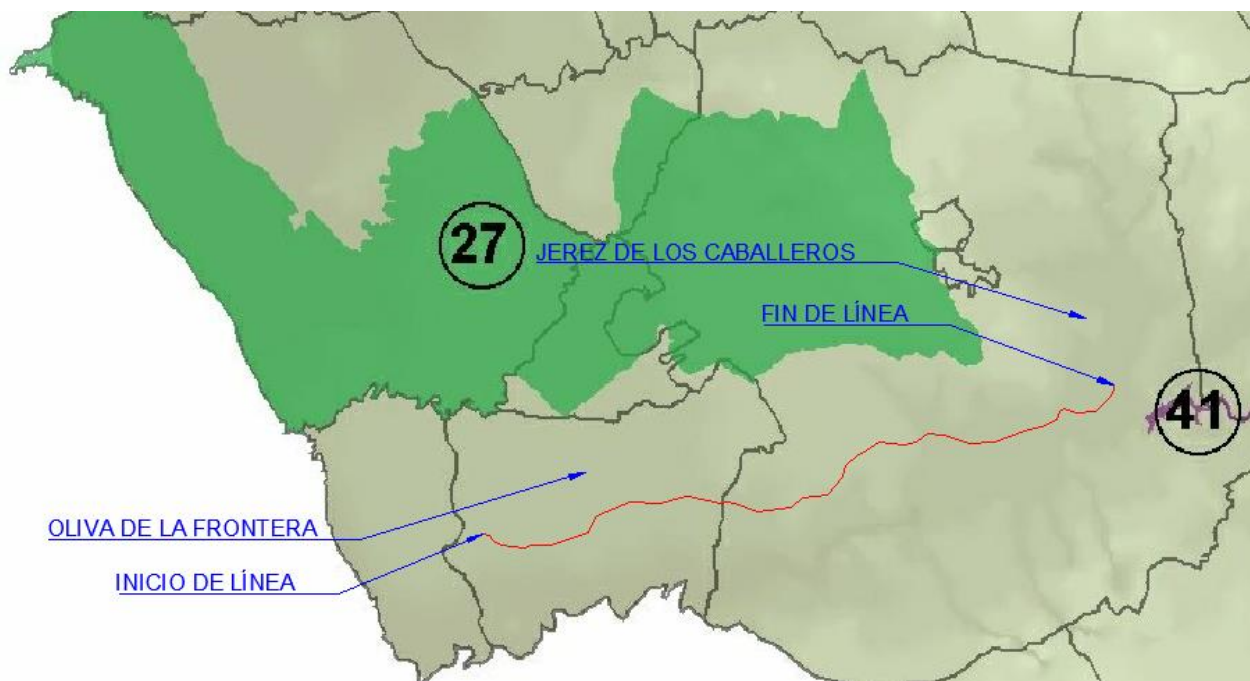 27
JEREZ DE LOS CABALLEROS
FIN DE LÍNEA
41
OLIVA DE LA FRONTERA
INICIO DE LÍNEA